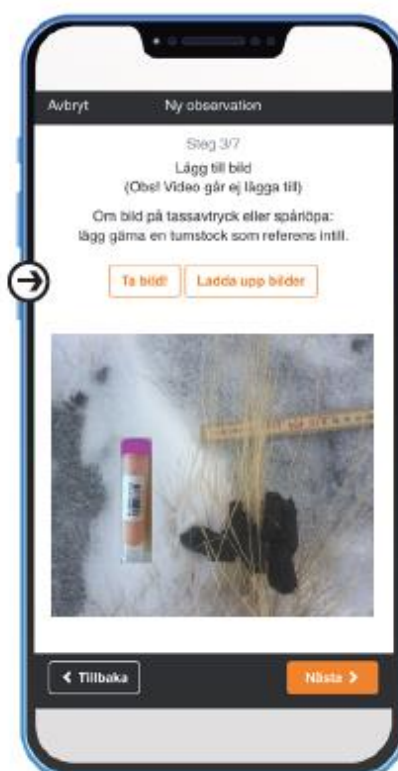 Avbryt
Ny observation
Steg 3/7
Lägg till bild
(Obs! Video går ej lägga till)
Om bild på tassavtryck eller spårlöpa:
lägg gärna en tumstock som referens intill.
Ta bild!
Ladda upp bilder
Tillbaka
Nästa